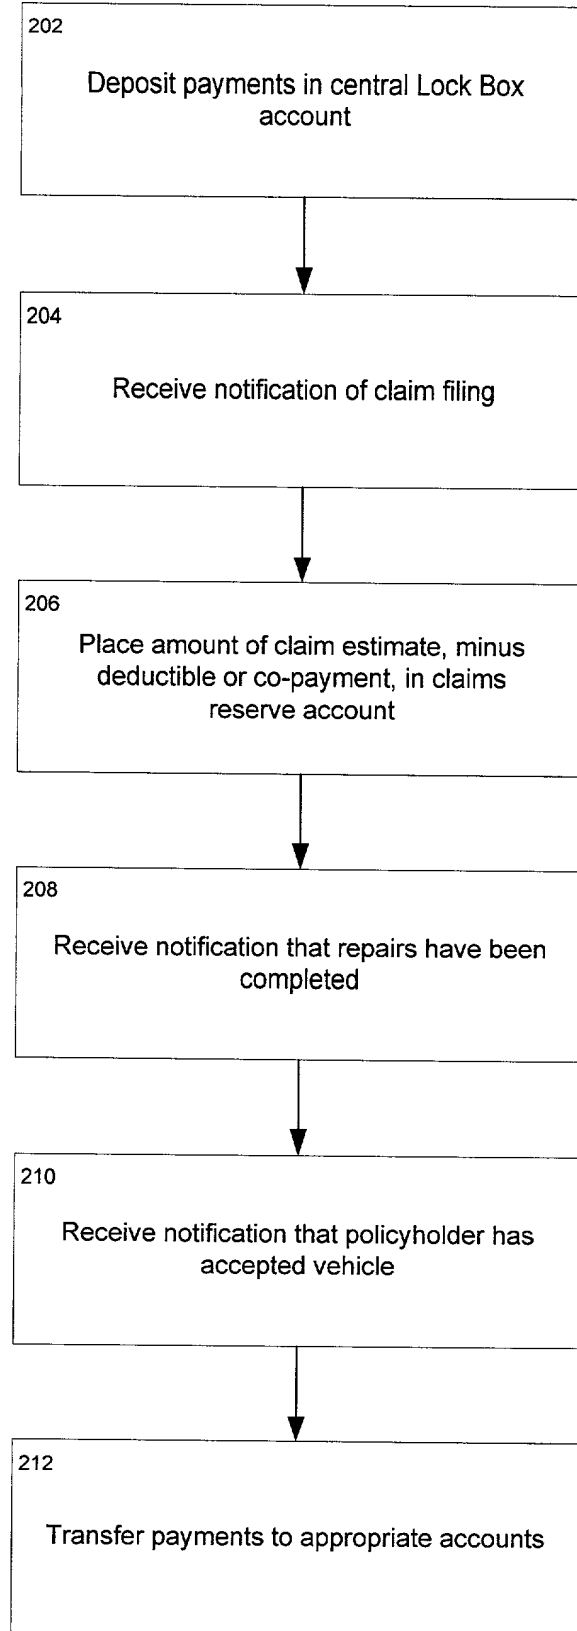 202
Deposit payments in central Lock Box
account
204
Receive notification of claim filing
206
Place amount of claim estimate, minus
deductible or co-payment, in claims
reserve account
208
Receive notification that repairs have been
completed
210
Receive notification that policyholder has
accepted vehicle
212
Transfer payments to appropriate accounts